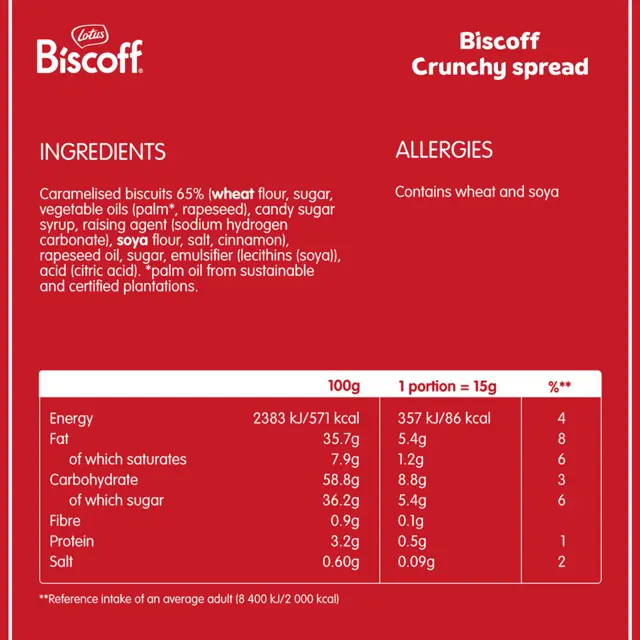 Lotus
Biscoff®
Biscoff
Crunchy spread
INGREDIENTS
Caramelised biscuits 65% (wheat flour, sugar,
vegetable oils (palm*, rapeseed), candy sugar
syrup, raising agent (sodium hydrogen
carbonate), soya flour, salt, cinnamon),
rapeseed oil, sugar, emulsifier (lecithins (soya)),
acid (citric acid). *palm oil from sustainable
and certified plantations.
ALLERGIES
Contains wheat and soya
100g 1 portion = 15g %**
Energy 2383 kJ/571 kcal 357 kJ/86 kcal 4
Fat 35.7g 5.4g 8
of which saturates 7.9g 1.2g 6
Carbohydrate 58.8g 8.8g 3
of which sugar 36.2g 5.4g 6
Fibre 0.9g 0.1g
Protein 3.2g 0.5g 1
Salt 0.60g 0.09g 2
**Reference intake of an average adult (8 400 kJ/2 000 kcal)